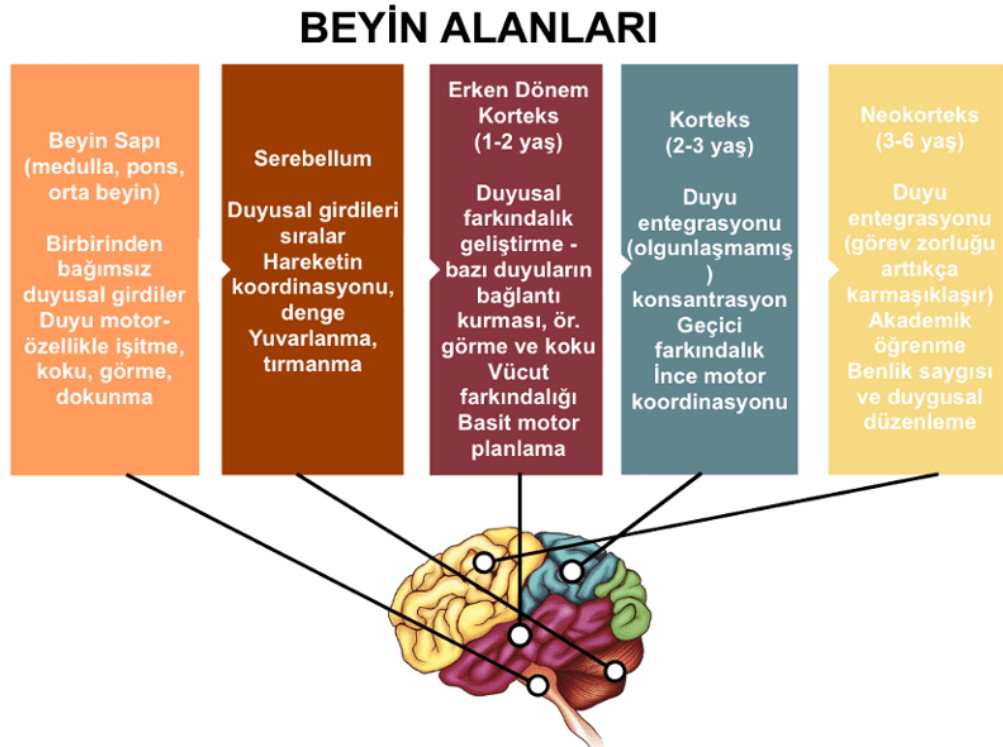 BEYİN ALANLARI
Beyin Sapı
(medulla, pons,
orta beyin)
Birbirinden
bağımsız
duyusal girdiler
Duyu motor-
özellikle işitme,
koku, görme,
dokunma
Serebellum
Duyusal girdileri
sıralar
Hareketin
koordinasyonu,
denge
Yuvarlanma,
tırmanma
Erken Dönem
Korteks
(1-2 yaş)
Duyusal
farkındalık
geliştirme -
bazı duyuların
bağlantı
kurması, ör.
görme ve koku
Vücut
farkındalığı
Basit motor
planlama
Korteks
(2-3 yaş)
Duyu
entegrasyonu
(olgunlaşmamış
)
konsantrasyon
Geçici
farkındalık
İnce motor
koordinasyonu
Neokorteks
(3-6 yaş)
Duyu
entegrasyonu
(görev zorluğu
arttıkça
karmaşıklaşır)
Akademik
öğrenme
Benlik saygısı
ve duygusal
düzenleme